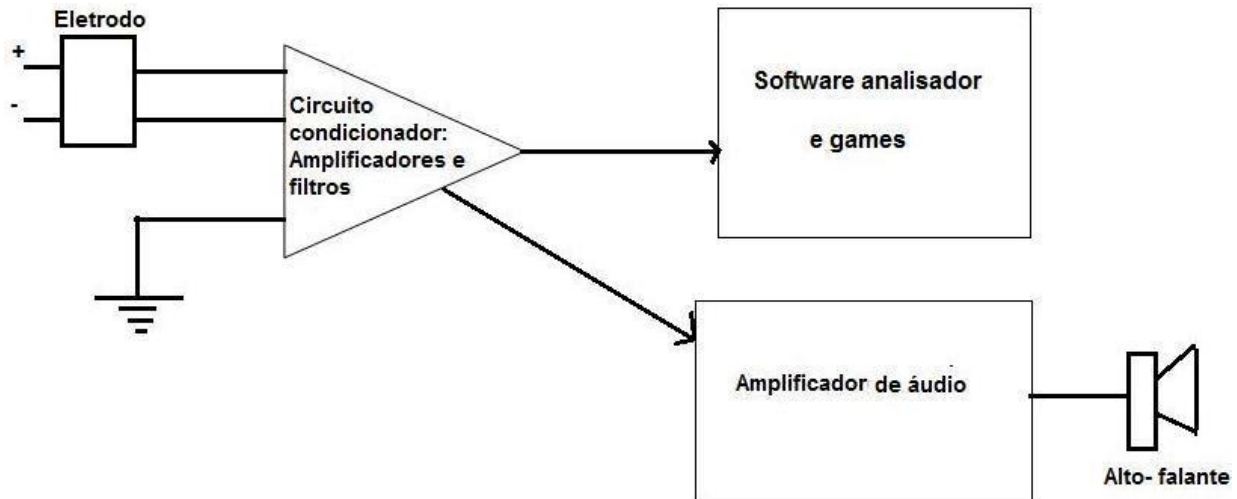 Eletrodo
+
-
Circuito
condicionador:
Amplificadores e
filtros
Software analisador
e games
Amplificador de áudio
Alto- falante